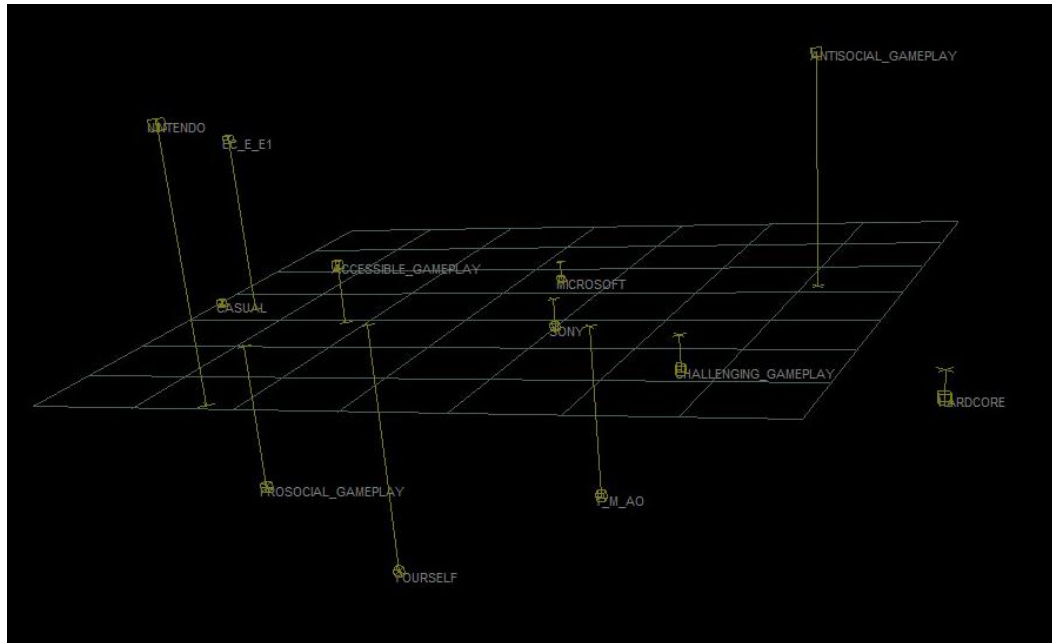 ANTISOCIAL_GAMEPLAY
NINTENDO
EC_E_E1
ACCESSIBLE_GAMEPLAY
MICROSOFT
CASUAL
SONY
CHALLENGING_GAMEPLAY
HARDCORE
PROSOCIAL_GAMEPLAY
T_M_AO
YOURSELF